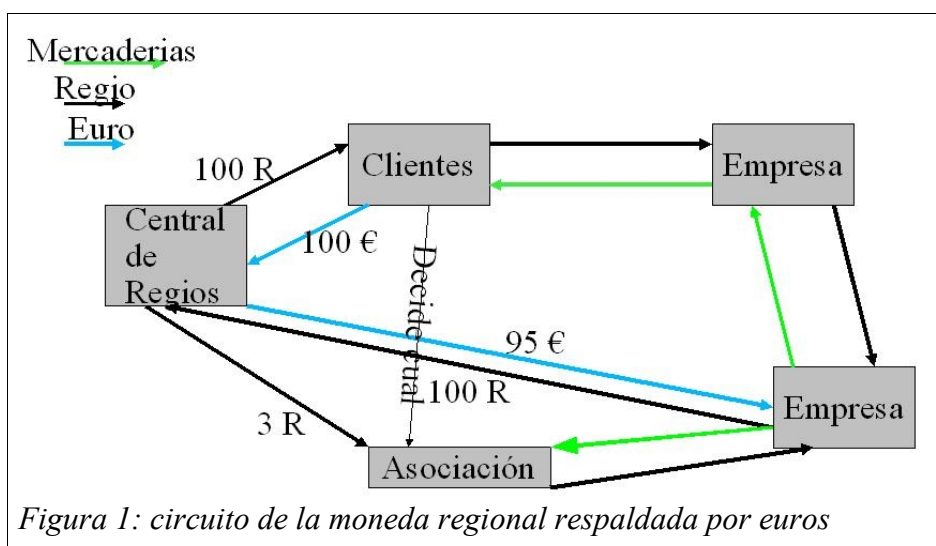 Mercaderias
Regio
Euro
100 R
Clientes
Empresa
Central
de
Regios
100 €
Decide cual
95 €
100 R
Empresa
3 R
Asociación
Figura 1: circuito de la moneda regional respaldada por euros